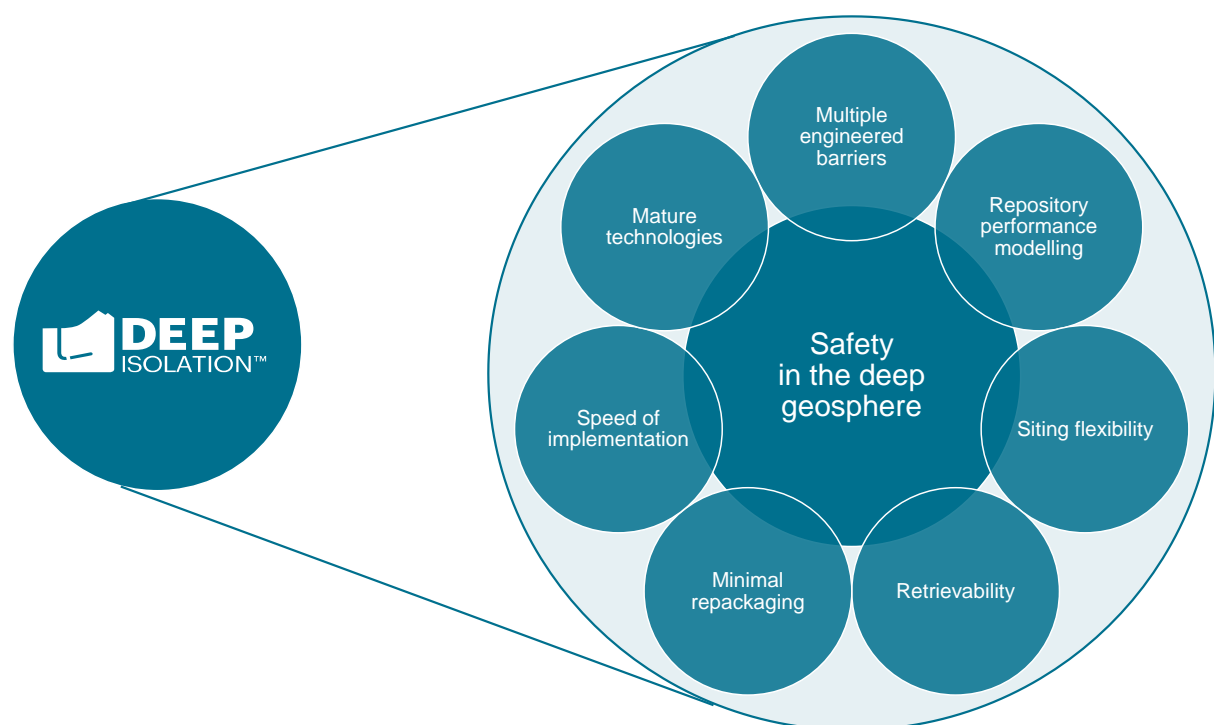 DEEP
ISOLATION™
Multiple
engineered
barriers
Repository
performance
modelling
Siting flexibility
Retrievability
Minimal
repackaging
Speed of
implementation
Mature
technologies
Safety
in the deep
geosphere